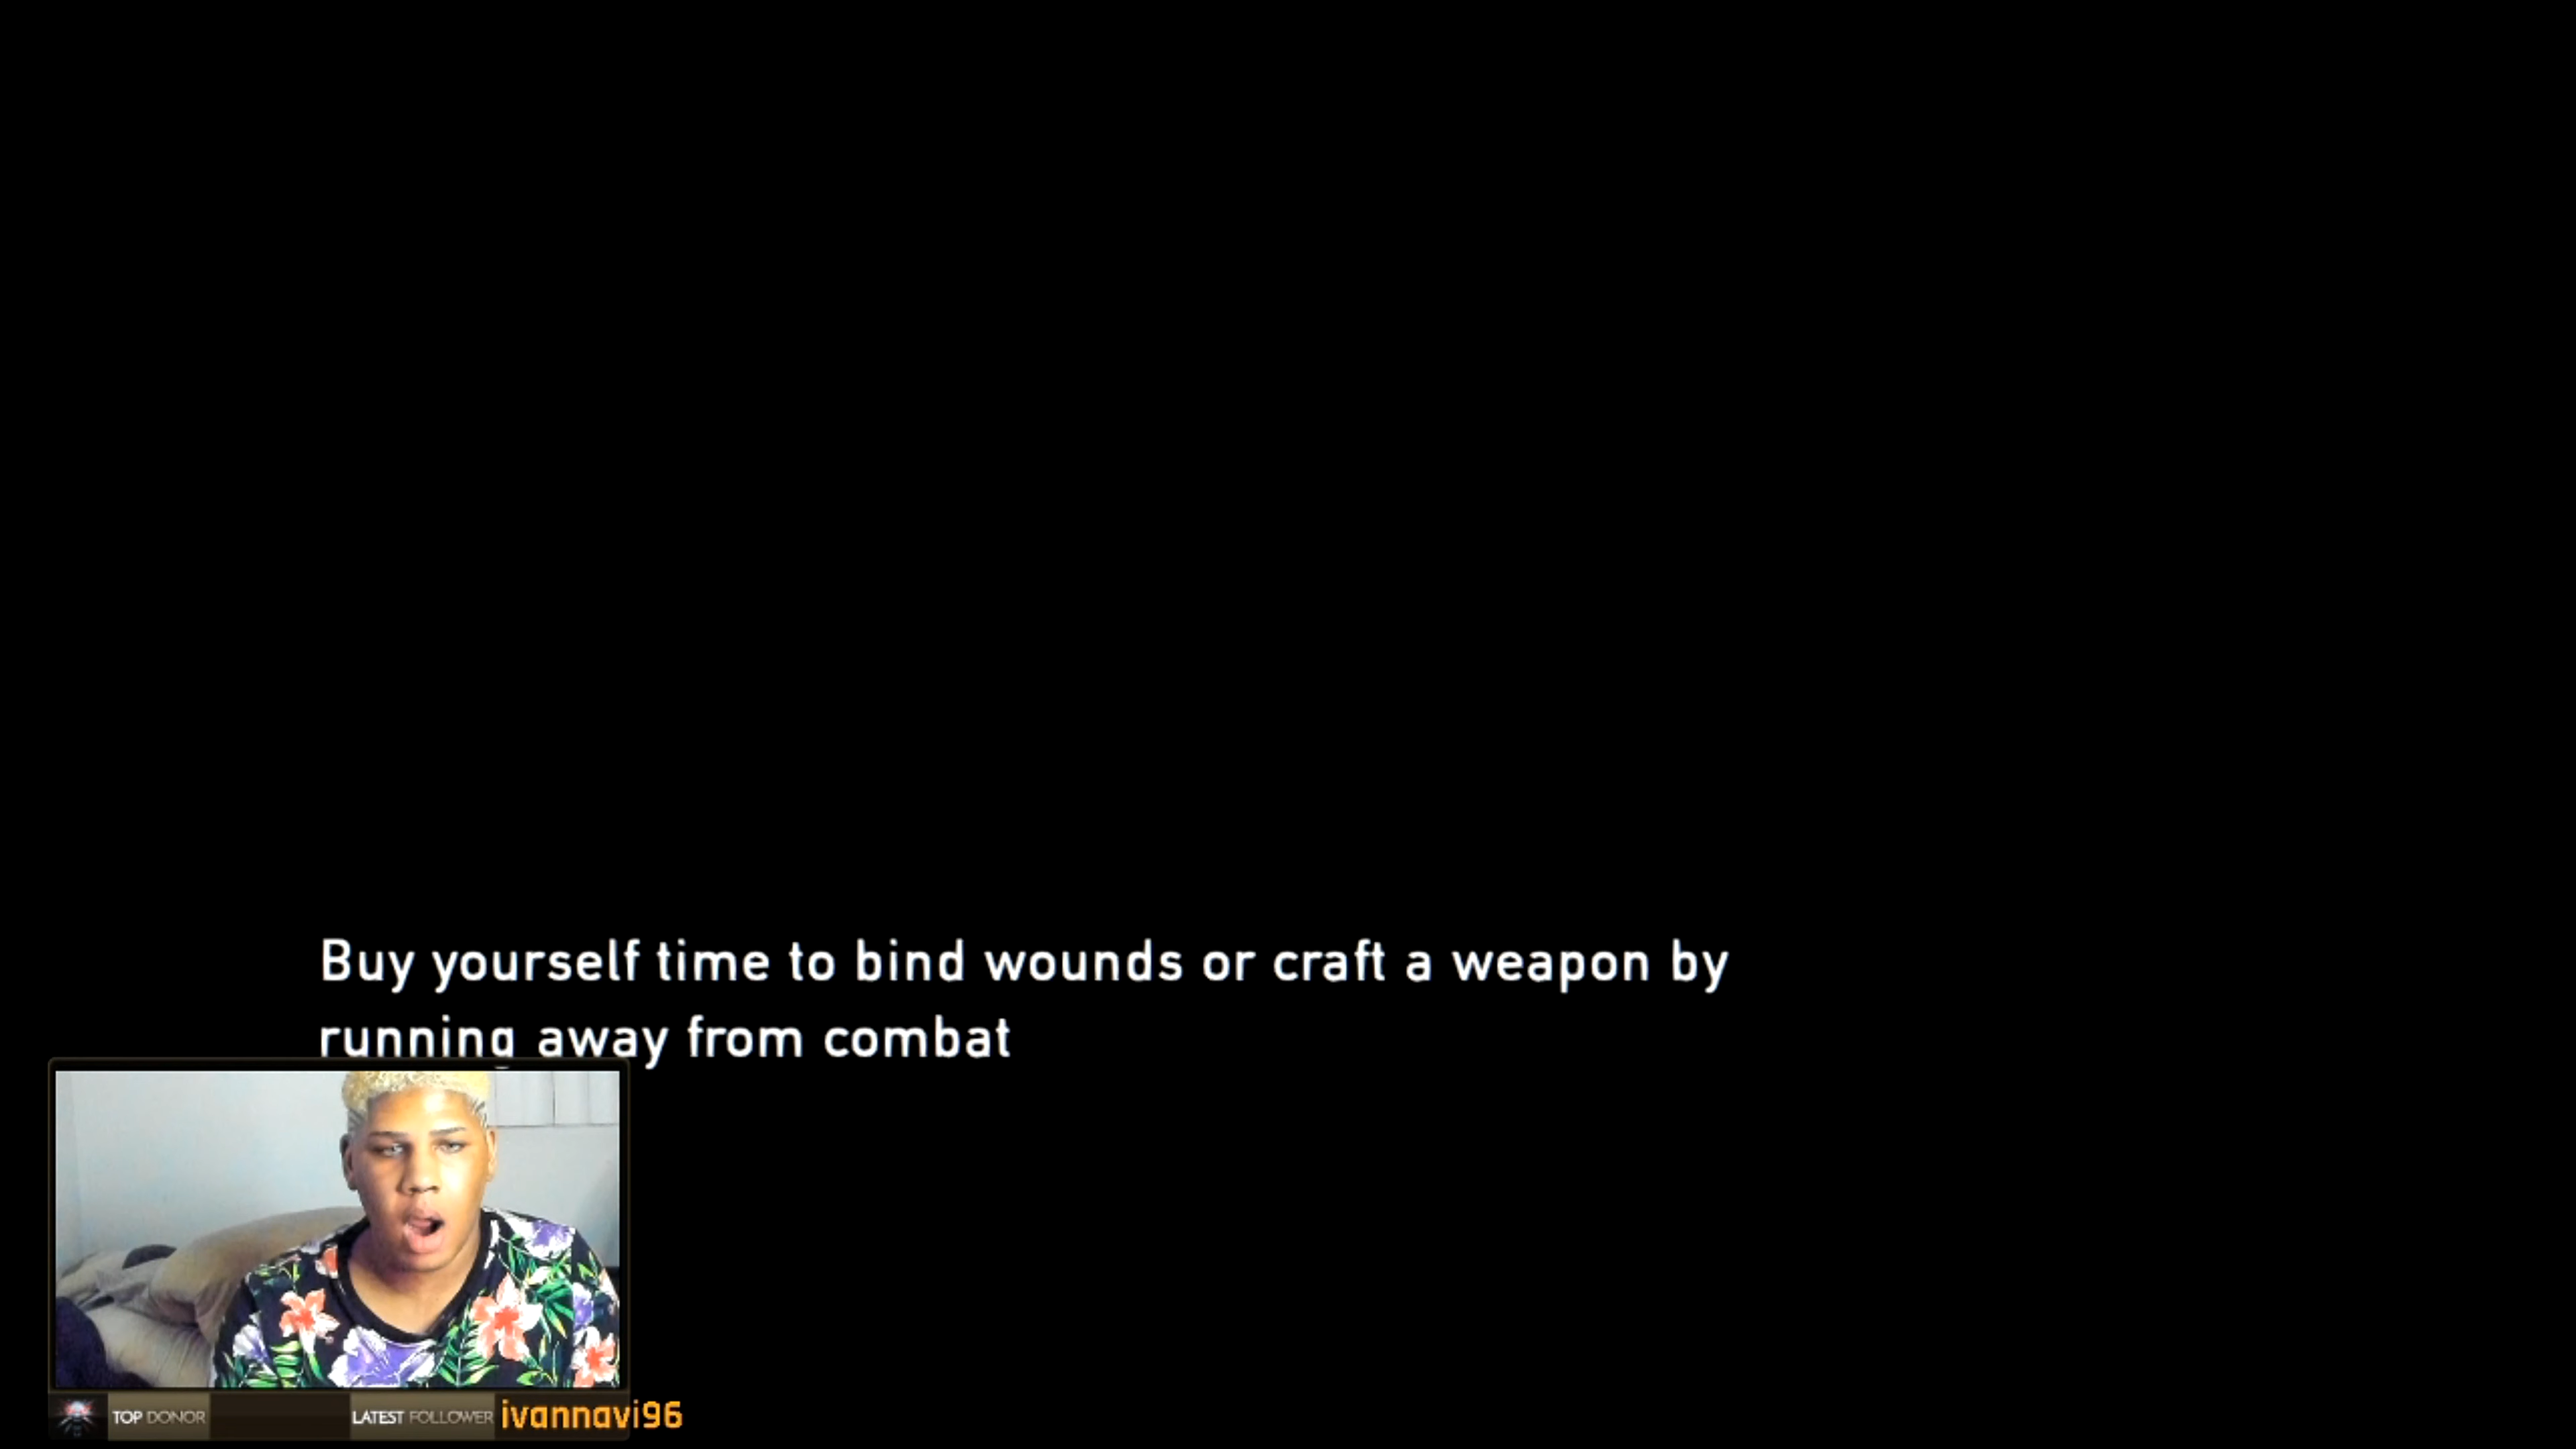 Buy yourself time to bind wounds or craft a weapon by
running away from combat
TOP DONOR
LATEST FOLLOWER ivannavi96